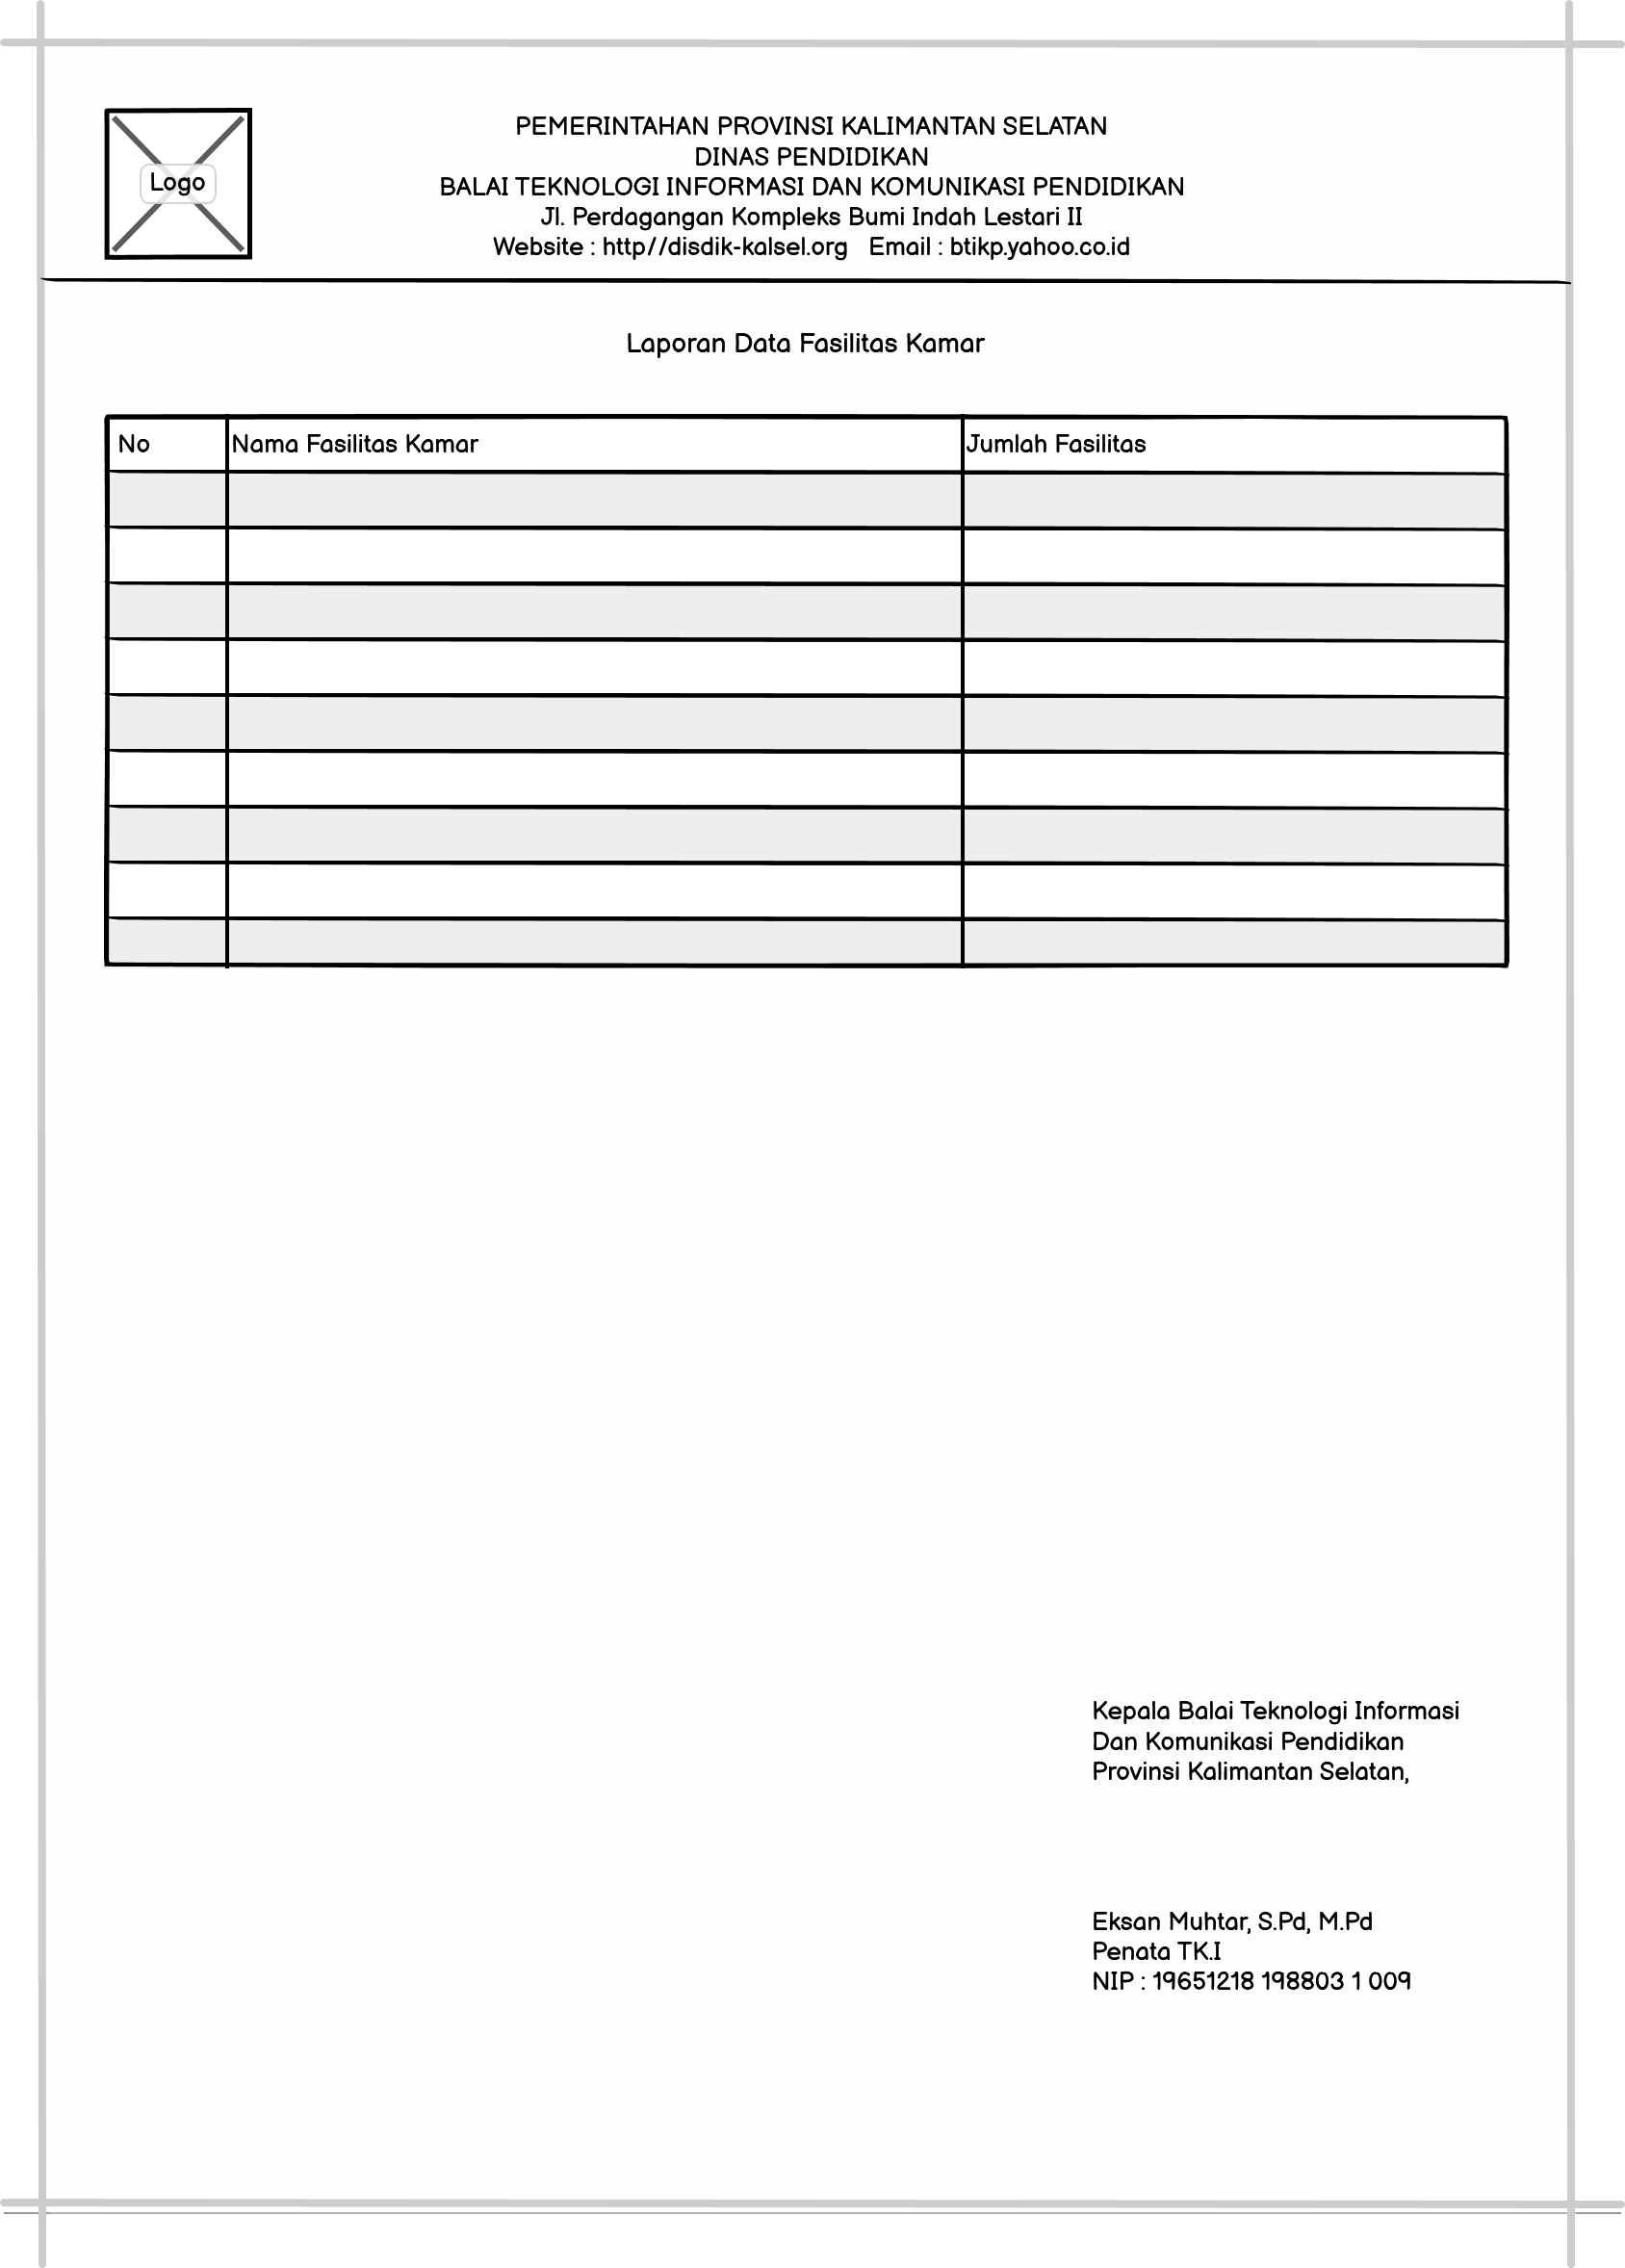 Logo
PEMERINTAHAN PROVINSI KALIMANTAN SELATAN
DINAS PENDIDIKAN
BALAI TEKNOLOGI INFORMASI DAN KOMUNIKASI PENDIDIKAN
Jl. Perdagangan Kompleks Bumi Indah Lestari II
Website : http//disdik-kalsel.org   Email : btikp.yahoo.co.id
Laporan Data Fasilitas Kamar
No Nama Fasilitas Kamar Jumlah Fasilitas
Kepala Balai Teknologi Informasi
Dan Komunikasi Pendidikan
Provinsi Kalimantan Selatan,
Eksan Muhtar, S.Pd, M.Pd
Penata TK.I
NIP : 19651218 198803 1 009